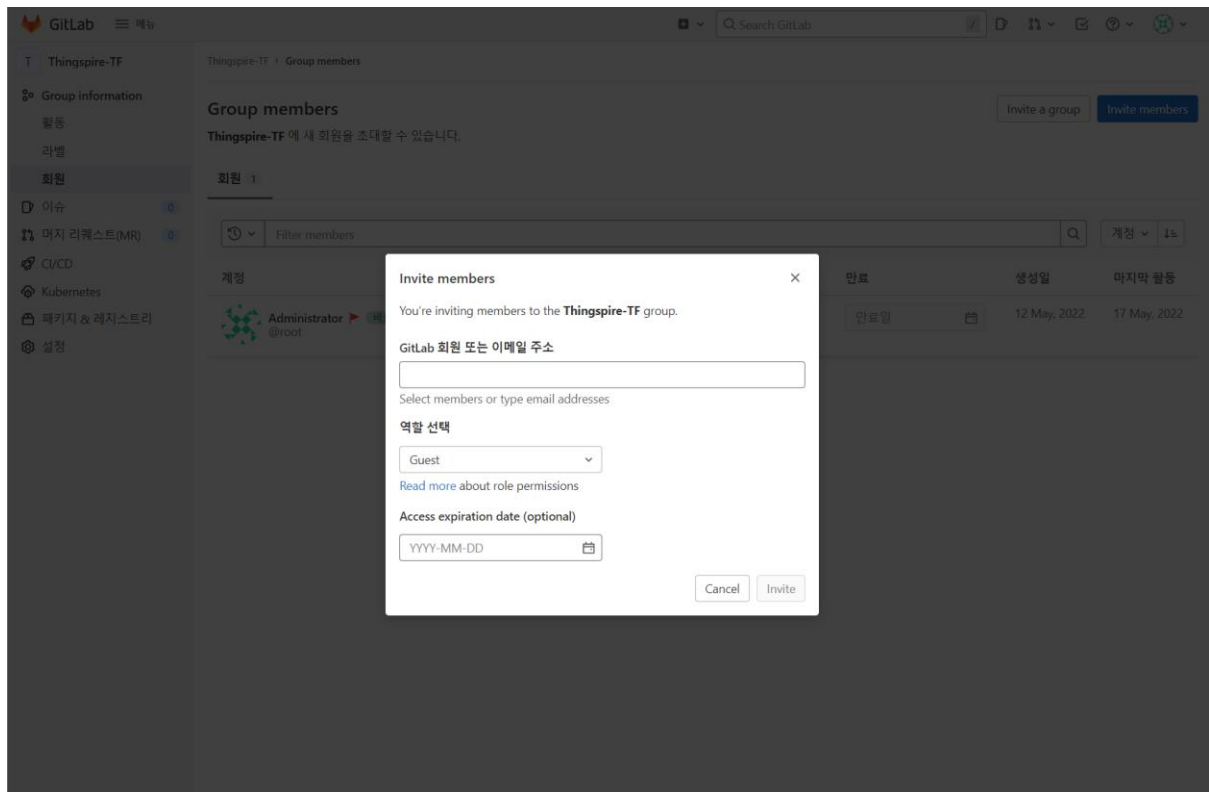 GitLab 메뉴
Search GitLab /
T Thingspire-TF
Thingspire-TF › Group members
Group information
활동
라벨
회원
이슈 0
머지 리퀘스트(MR) 0
CI/CD
Kubernetes
패키지 & 레지스트리
설정
Group members
Invite a group
Invite members
Thingspire-TF 에 새 회원을 초대할 수 있습니다.
회원 1
Filter members
계정
계정
만료
생성일
마지막 활동
Administrator
@root
만료일
12 May, 2022
17 May, 2022
Invite members
You're inviting members to the Thingspire-TF group.
GitLab 회원 또는 이메일 주소
Select members or type email addresses
역할 선택
Guest
Read more about role permissions
Access expiration date (optional)
YYYY-MM-DD
Cancel
Invite